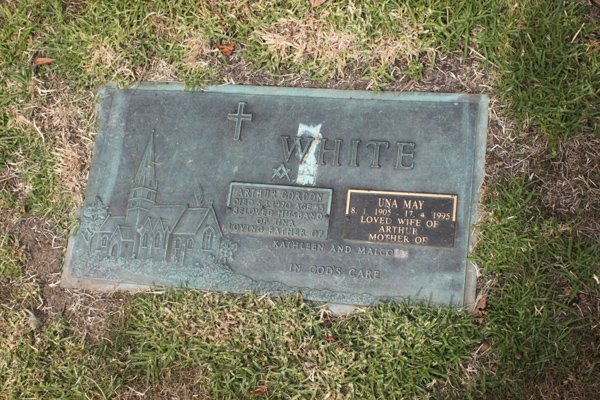 WHITE
ARTHUR GORDON
DIED
BELOVED HUSBAND
OF UNA
LOVING FATHER OF
UNA MAY
8. 1. 1905 - 17. 4. 1995
LOVED WIFE OF
ARTHUR
MOTHER OF
KATHLEEN AND
IN GOD'S CARE